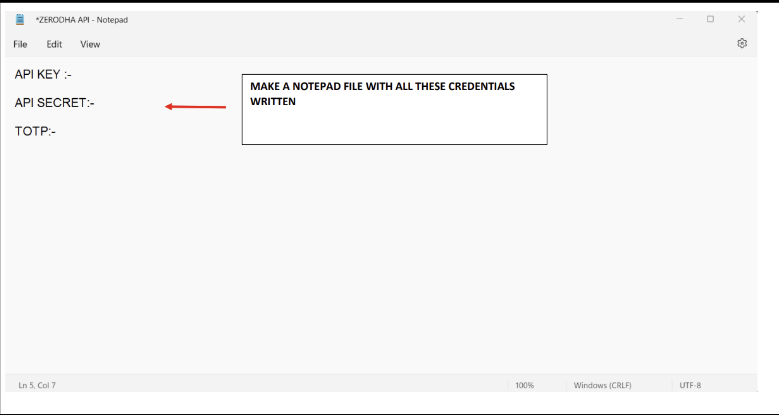 *ZERODHA API - Notepad
File Edit View
API KEY :-
API SECRET:-
TOTP:-
MAKE A NOTEPAD FILE WITH ALL THESE CREDENTIALS
WRITTEN
Ln 5, Col 7 100% Windows (CRLF) UTF-8